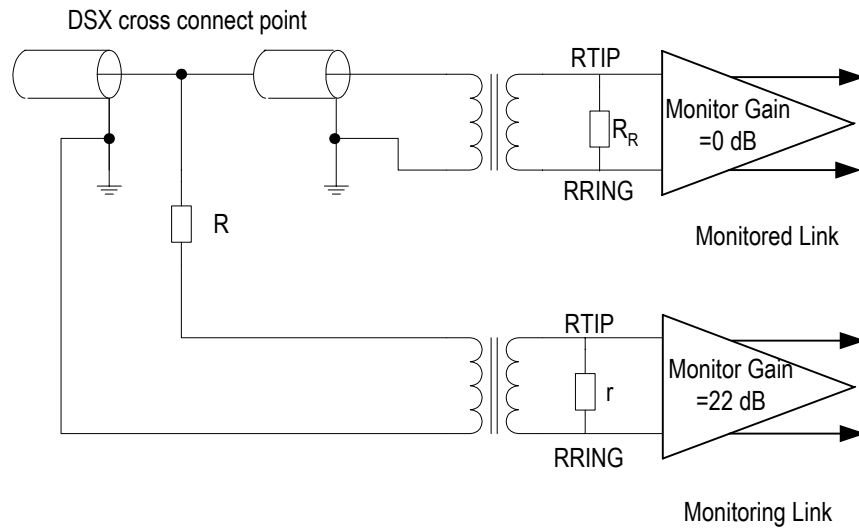 DSX cross connect point
RTIP
Monitor Gain
=0 dB
R_R
RRING
Monitored Link
R
RTIP
Monitor Gain
=22 dB
r
RRING
Monitoring Link